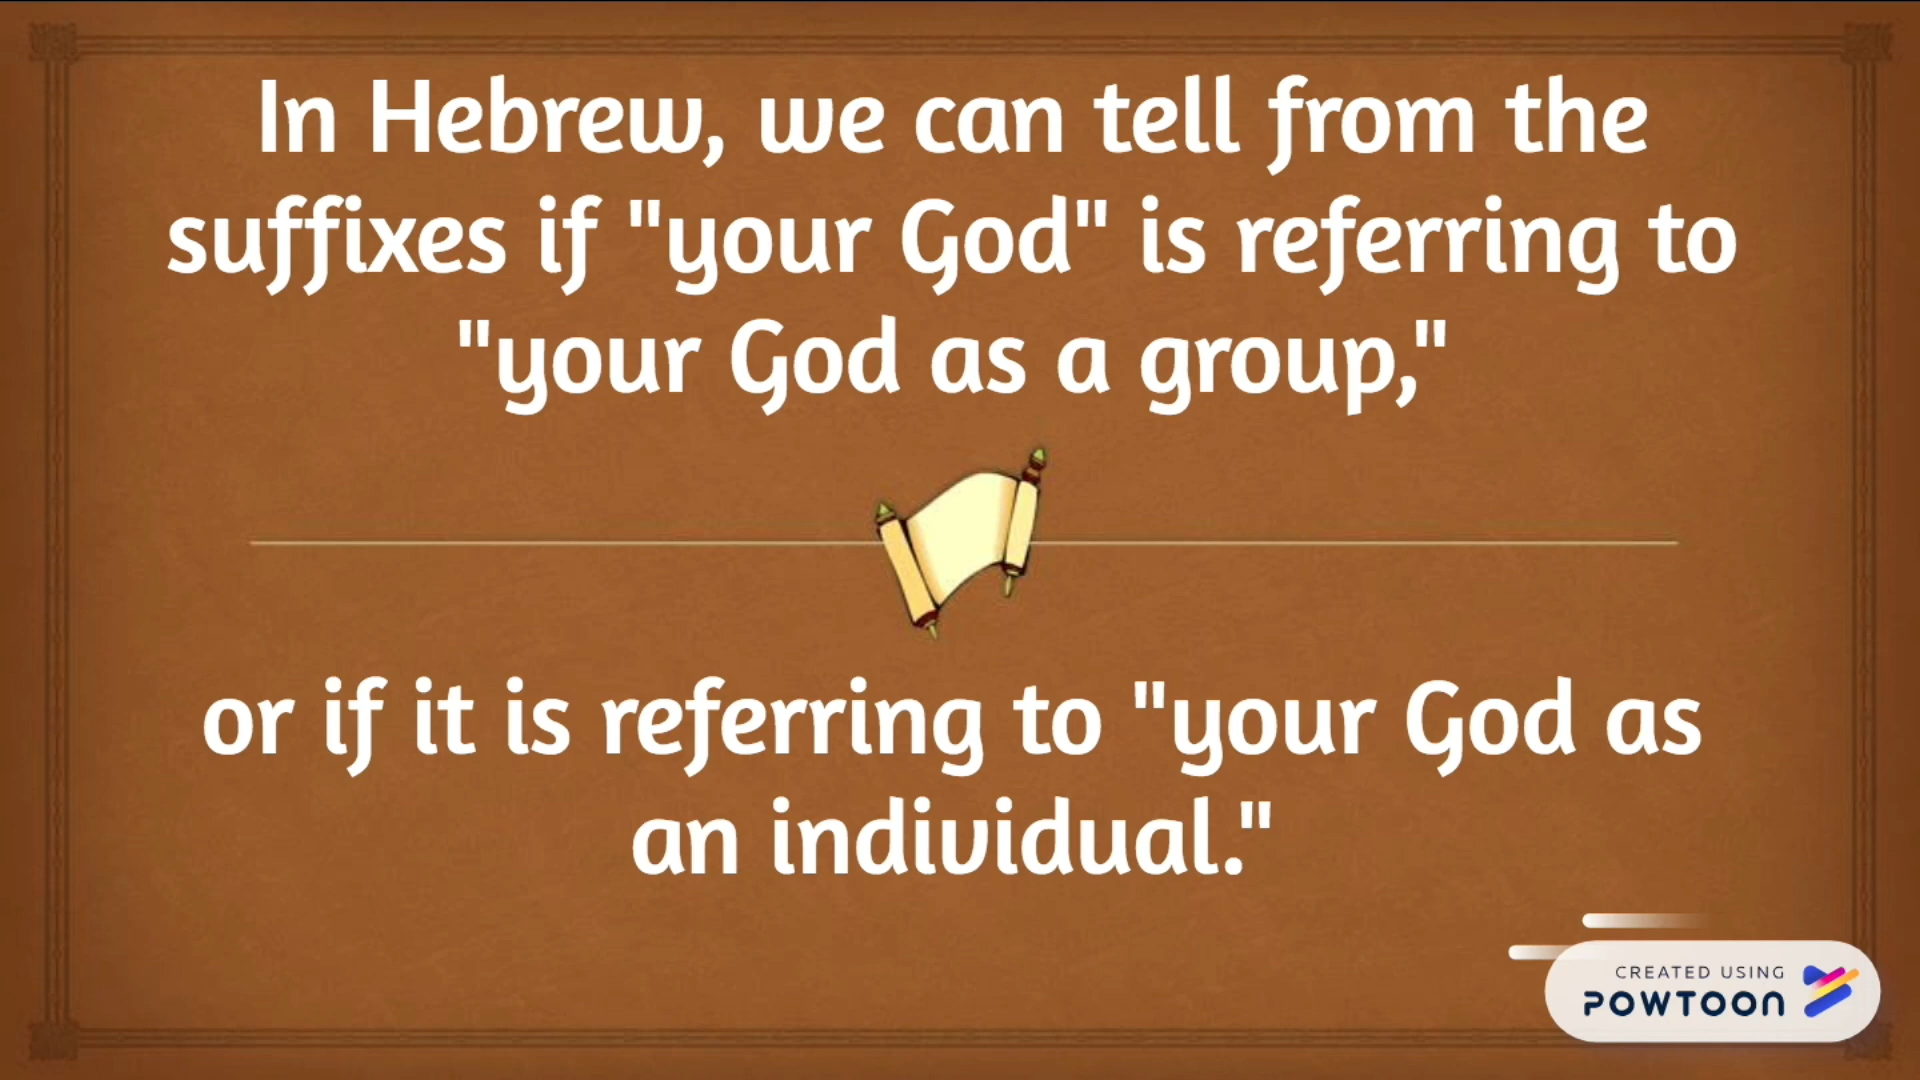 In Hebrew, we can tell from the
suffixes if "your God" is referring to
"your God as a group,"
or if it is referring to "your God as
an individual."
CREATED USING
POWTOON